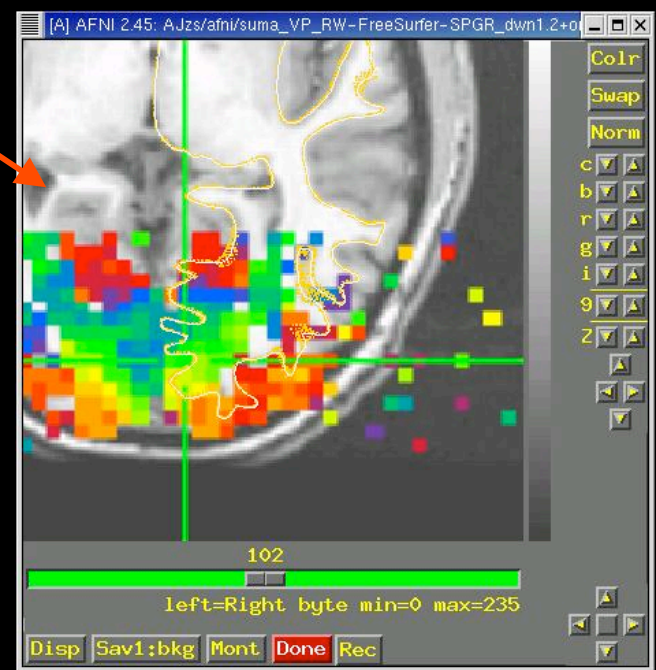 [A] AFNI 2.45: AJzs/afni/suma_VP_RW-FreeSurfer-SPGR_dwn1.2+o
Colr
Swap
Norm
c
b
r
g
i
9
Z
102
left=Right byte min=0 max=235
Disp Sav1:bkg Mont Done Rec